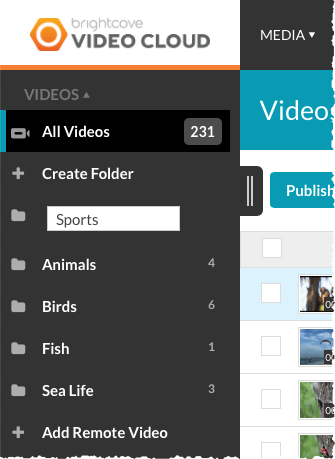 brightcove
VIDEO CLOUD
MEDIA
VIDEOS
All Videos 231
Create Folder
Sports
Animals 4
Birds 6
Fish 1
Sea Life 3
Add Remote Video
Videos
Publish